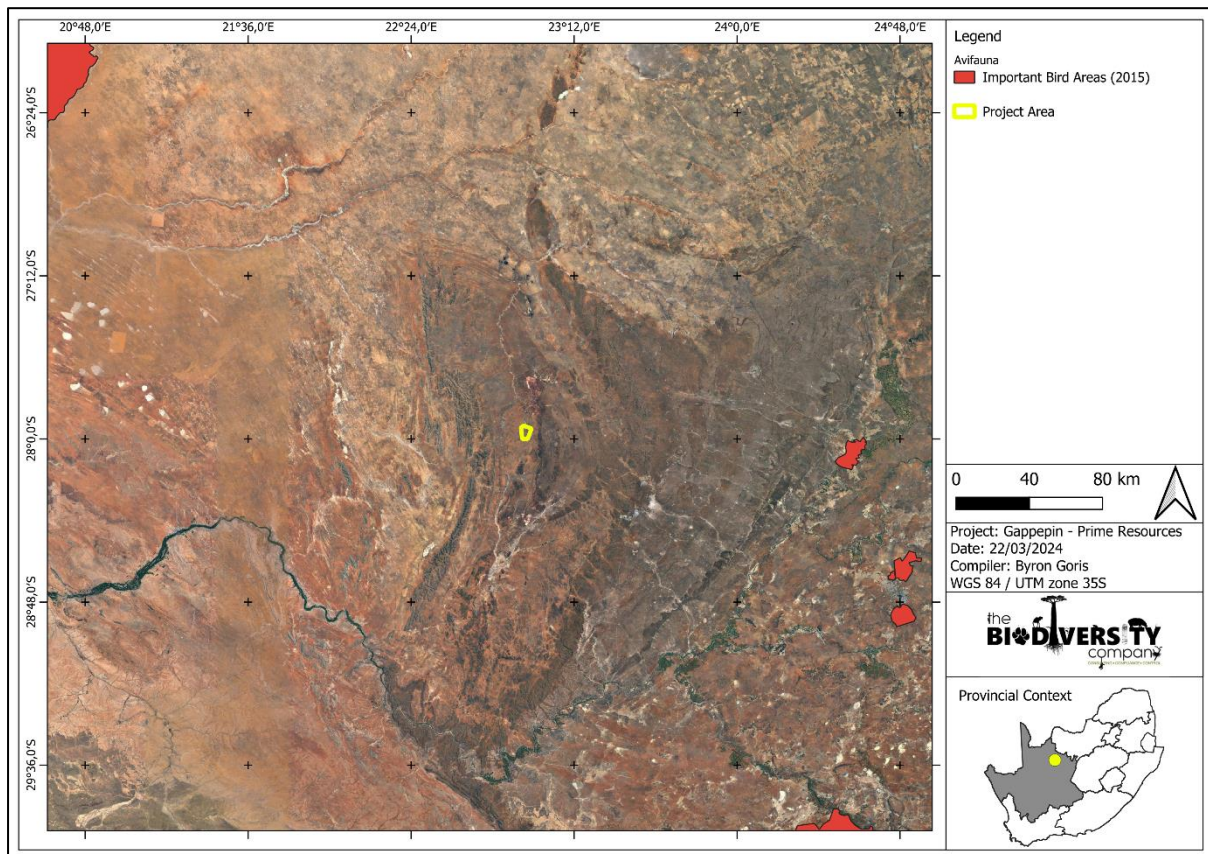 20°48,0'E 21°36,0'E 22°24,0'E 23°12,0'E 24°0,0'E 24°48,0'E
26°24,0'S
27°12,0'S
28°0,0'S
28°48,0'S
29°36,0'S
Legend
Avifauna
Important Bird Areas (2015)
Project Area
0 40 80 km
Project: Gappepin - Prime Resources
Date: 22/03/2024
Compiler: Byron Goris
WGS 84 / UTM zone 35S
the
BIODIVERSITY
company
Provincial Context